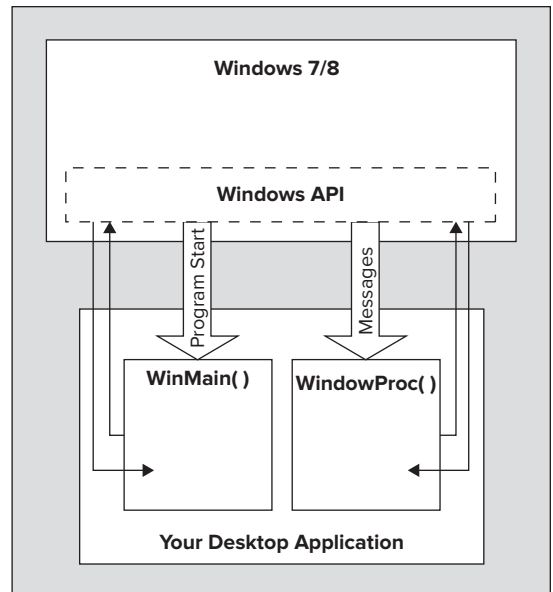 Windows 7/8
Windows API
Program Start
Messages
WinMain( )
WindowProc( )
Your Desktop Application